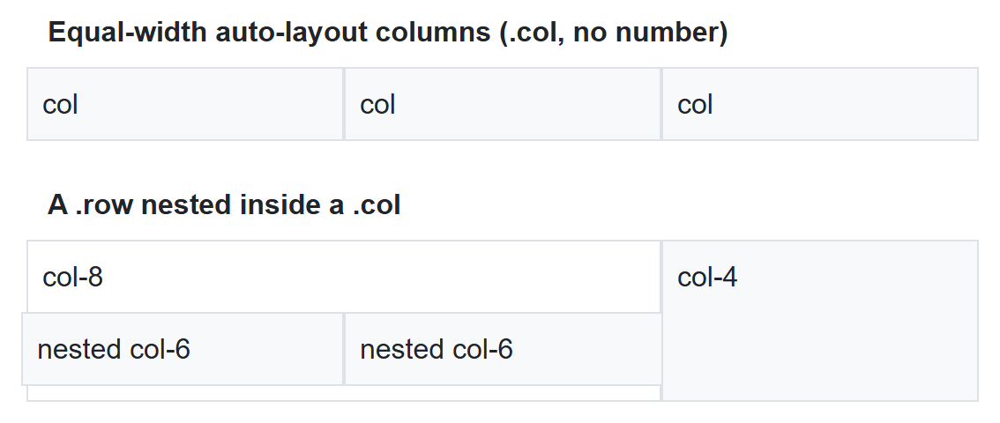 Equal-width auto-layout columns (.col, no number)
col col col
A .row nested inside a .col
col-8 col-4
nested col-6 nested col-6